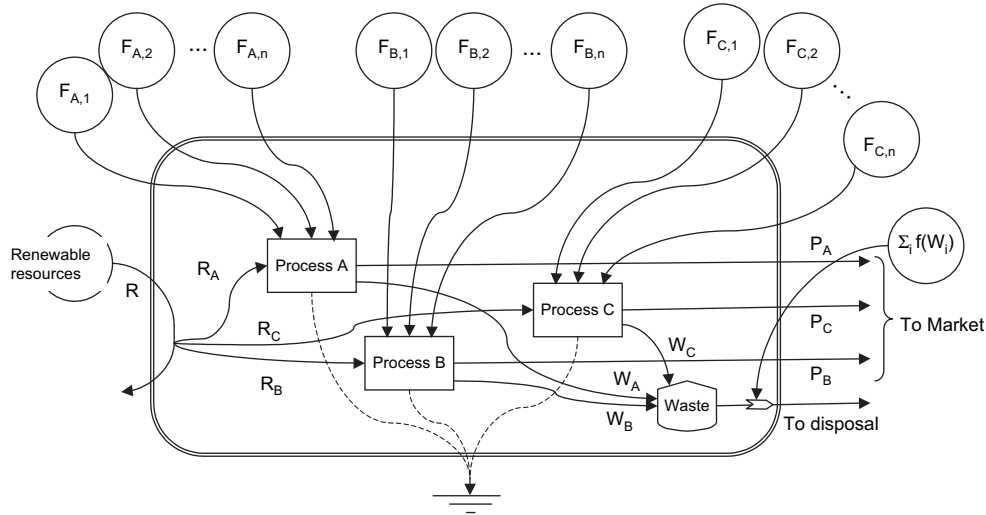 F_A,1
F_A,2
...
F_A,n
F_B,1
F_B,2
...
F_B,n
F_C,1
F_C,2
...
F_C,n
Renewable
resources
R
R_A
R_C
R_B
Process A
Process B
Process C
P_A
P_C
P_B
Σ_i f(W_i)
To Market
W_C
W_A
W_B
Waste
To disposal